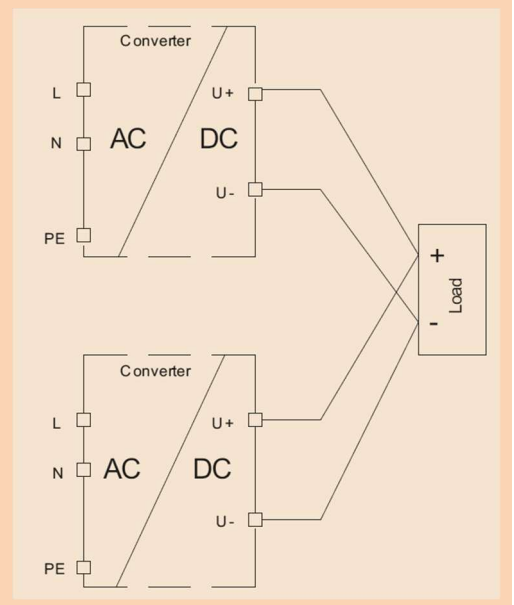 Converter
L
U+
AC
DC
N
U-
PE
+
Load
-
Converter
L
U+
N
AC
DC
U-
PE